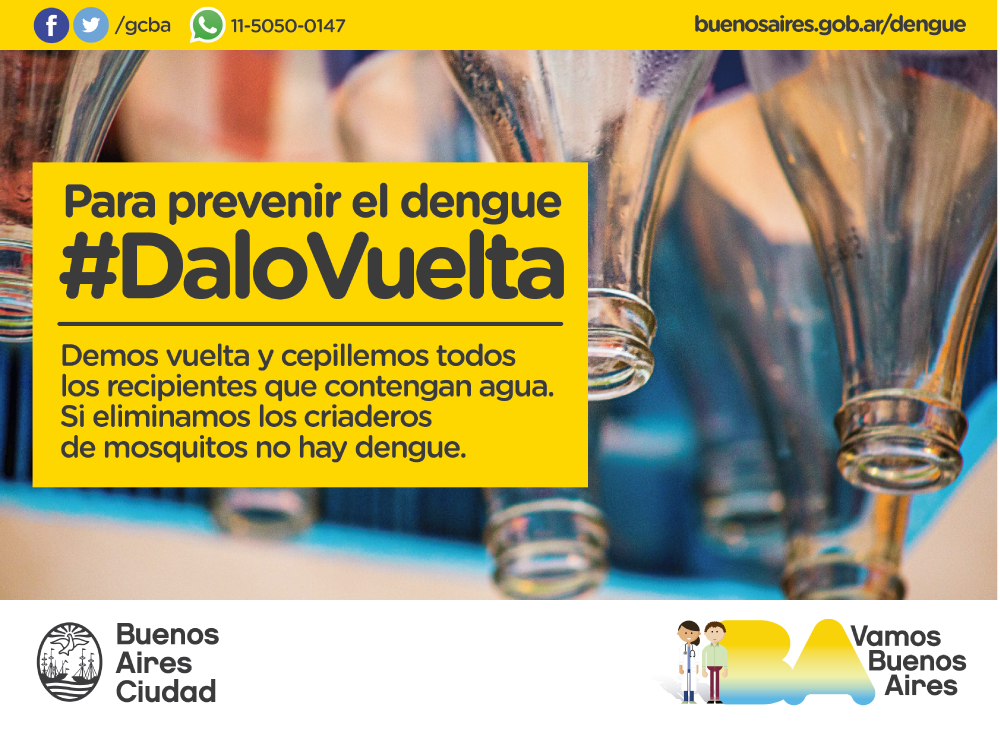 /gcba 11-5050-0147 buenosaires.gob.ar/dengue
Para prevenir el dengue
#DaloVuelta
Demos vuelta y cepillemos todos
los recipientes que contengan agua.
Si eliminamos los criaderos
de mosquitos no hay dengue.
Buenos
Aires
Ciudad
BA
Vamos
Buenos
Aires